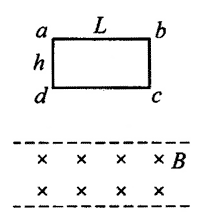 a L b
h
d c
× × × × B
× × × ×